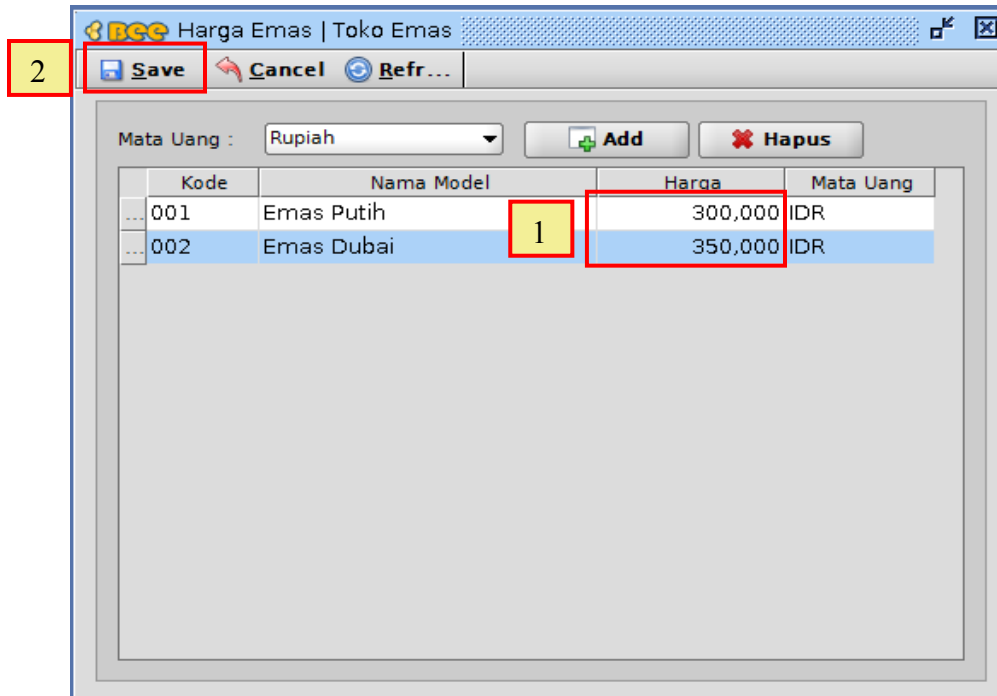 Bee Harga Emas | Toko Emas
2
Save Cancel Refr...
Mata Uang : Rupiah Add Hapus
Kode Nama Model Harga Mata Uang
... 001 Emas Putih 300,000 IDR
1
... 002 Emas Dubai 350,000 IDR